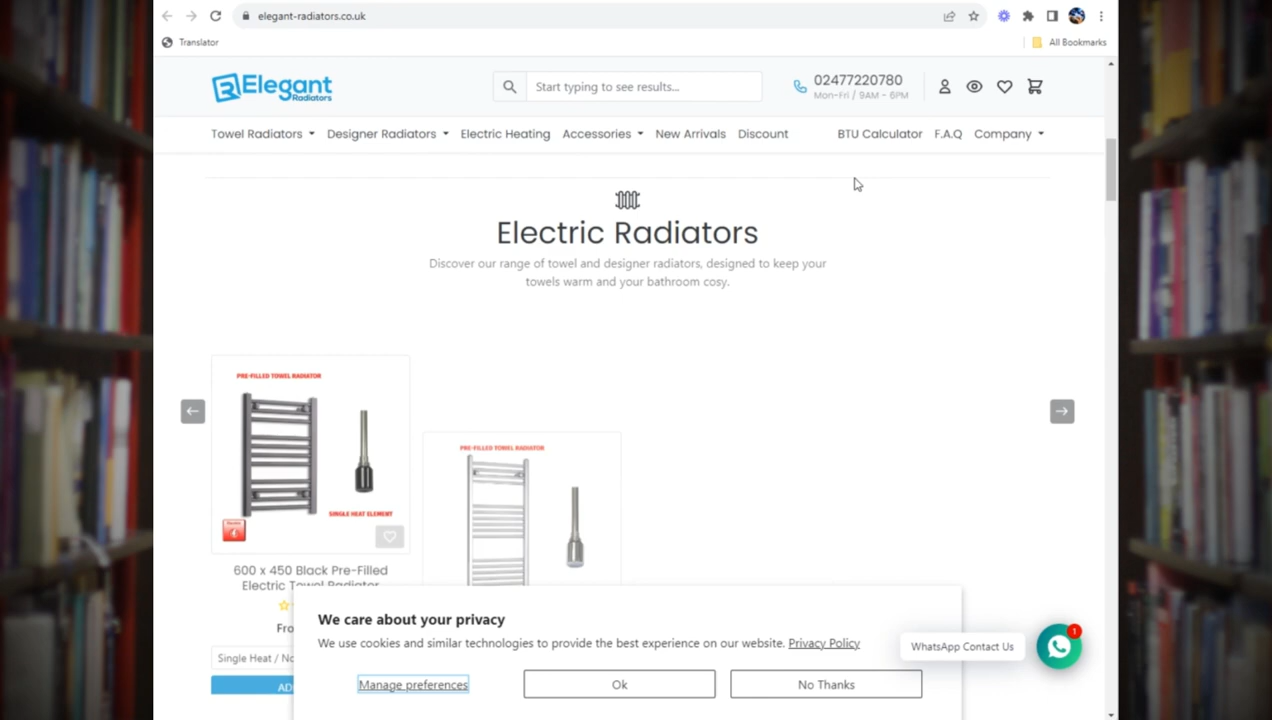 elegant-radiators.co.uk
Translator
All Bookmarks
Elegant
Radiators
Start typing to see results...
02477220780
Mon-Fri / 9AM - 6PM
Towel Radiators
Designer Radiators
Electric Heating
Accessories
New Arrivals
Discount
BTU Calculator
F.A.Q
Company
Electric Radiators
Discover our range of towel and designer radiators, designed to keep your
towels warm and your bathroom cosy.
PRE-FILLED TOWEL RADIATOR
SINGLE HEAT ELEMENT
PRE-FILLED TOWEL RADIATOR
600 x 450 Black Pre-Filled
Electric Towel Radiator
Fro
Single Heat / No
AD
We care about your privacy
We use cookies and similar technologies to provide the best experience on our website. Privacy Policy
Manage preferences
Ok
No Thanks
WhatsApp Contact Us
1